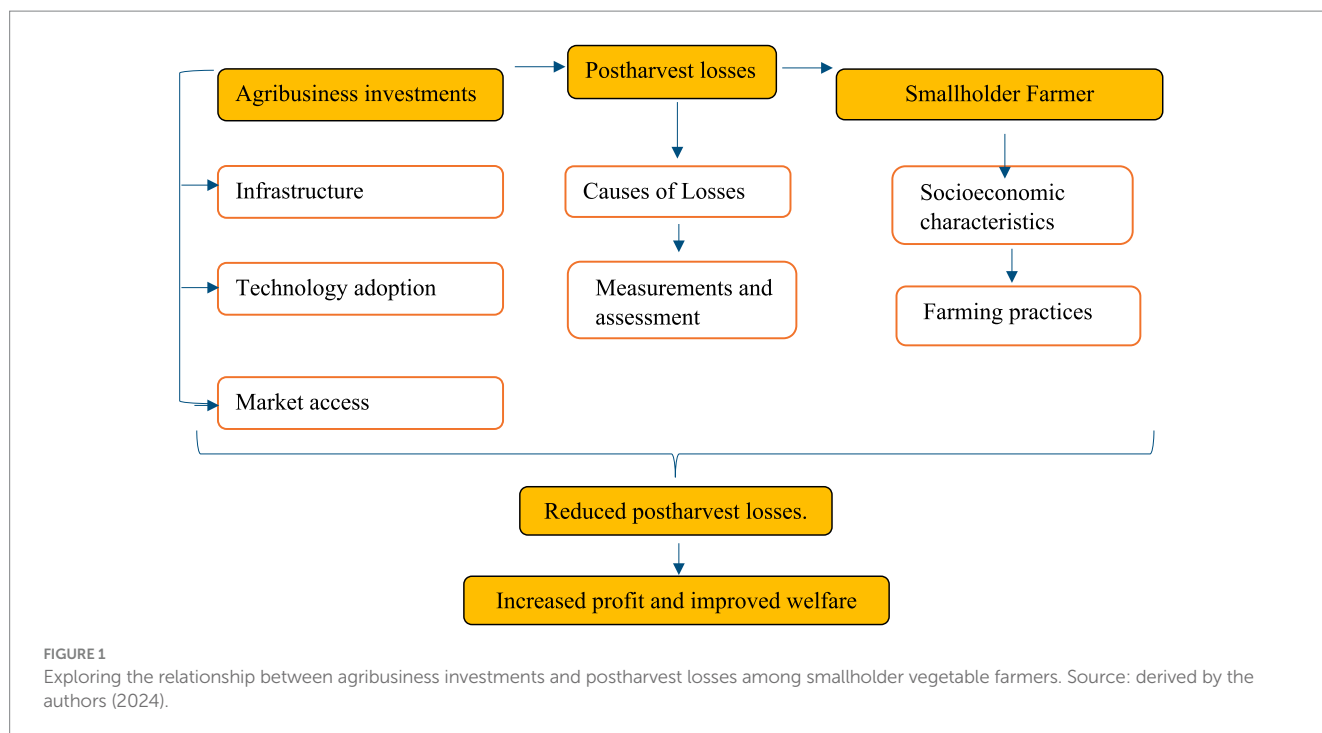 Agribusiness investments
Postharvest losses
Smallholder Farmer
Infrastructure
Causes of Losses
Socioeconomic
characteristics
Technology adoption
Measurements and
assessment
Farming practices
Market access
Reduced postharvest losses.
Increased profit and improved welfare
FIGURE 1
Exploring the relationship between agribusiness investments and postharvest losses among smallholder vegetable farmers. Source: derived by the
authors (2024).